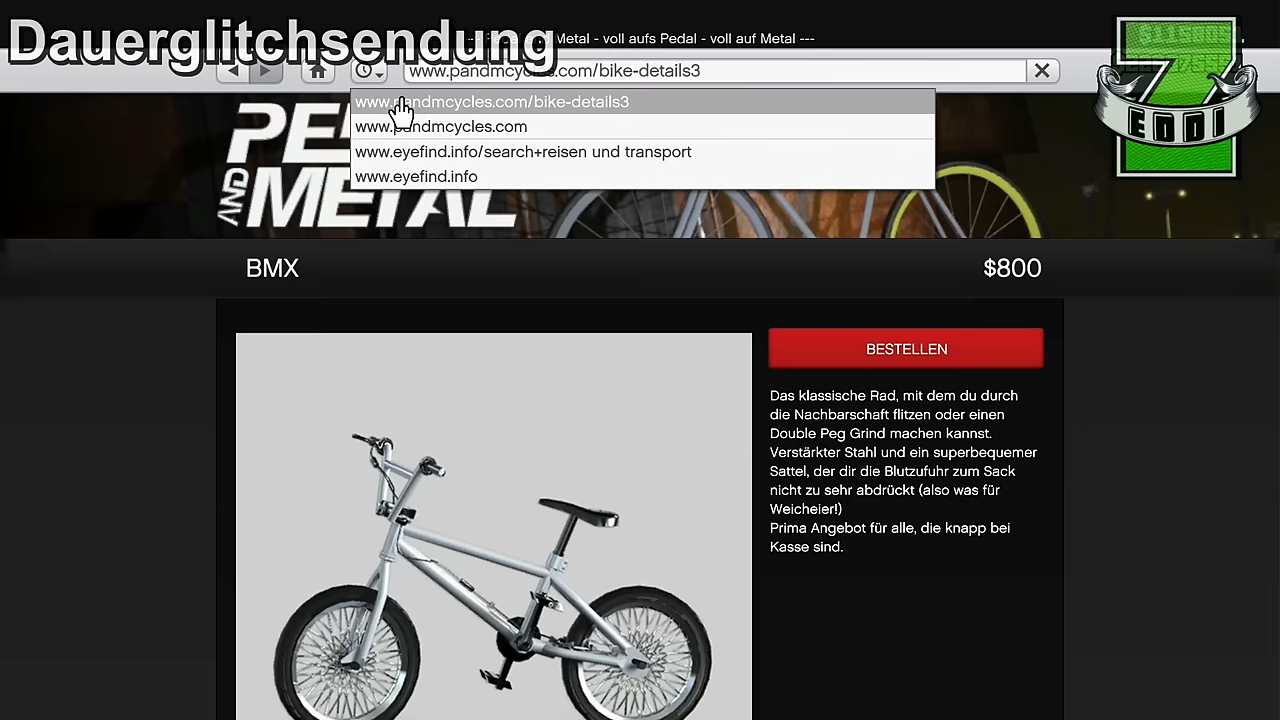 Dauerglitchsendung
Metal - voll aufs Pedal - voll auf Metal ---
www.pandmcycles.com/bike-details3
www.pandmcycles.com/bike-details3
www.pandmcycles.com
www.eyefind.info/search+reisen und transport
www.eyefind.info
AND
METAL
ENDI
BMX
$800
BESTELLEN
Das klassische Rad, mit dem du durch
die Nachbarschaft flitzen oder einen
Double Peg Grind machen kannst.
Verstärkter Stahl und ein superbequemer
Sattel, der dir die Blutzufuhr zum Sack
nicht zu sehr abdrückt (also was für
Weicheier!)
Prima Angebot für alle, die knapp bei
Kasse sind.